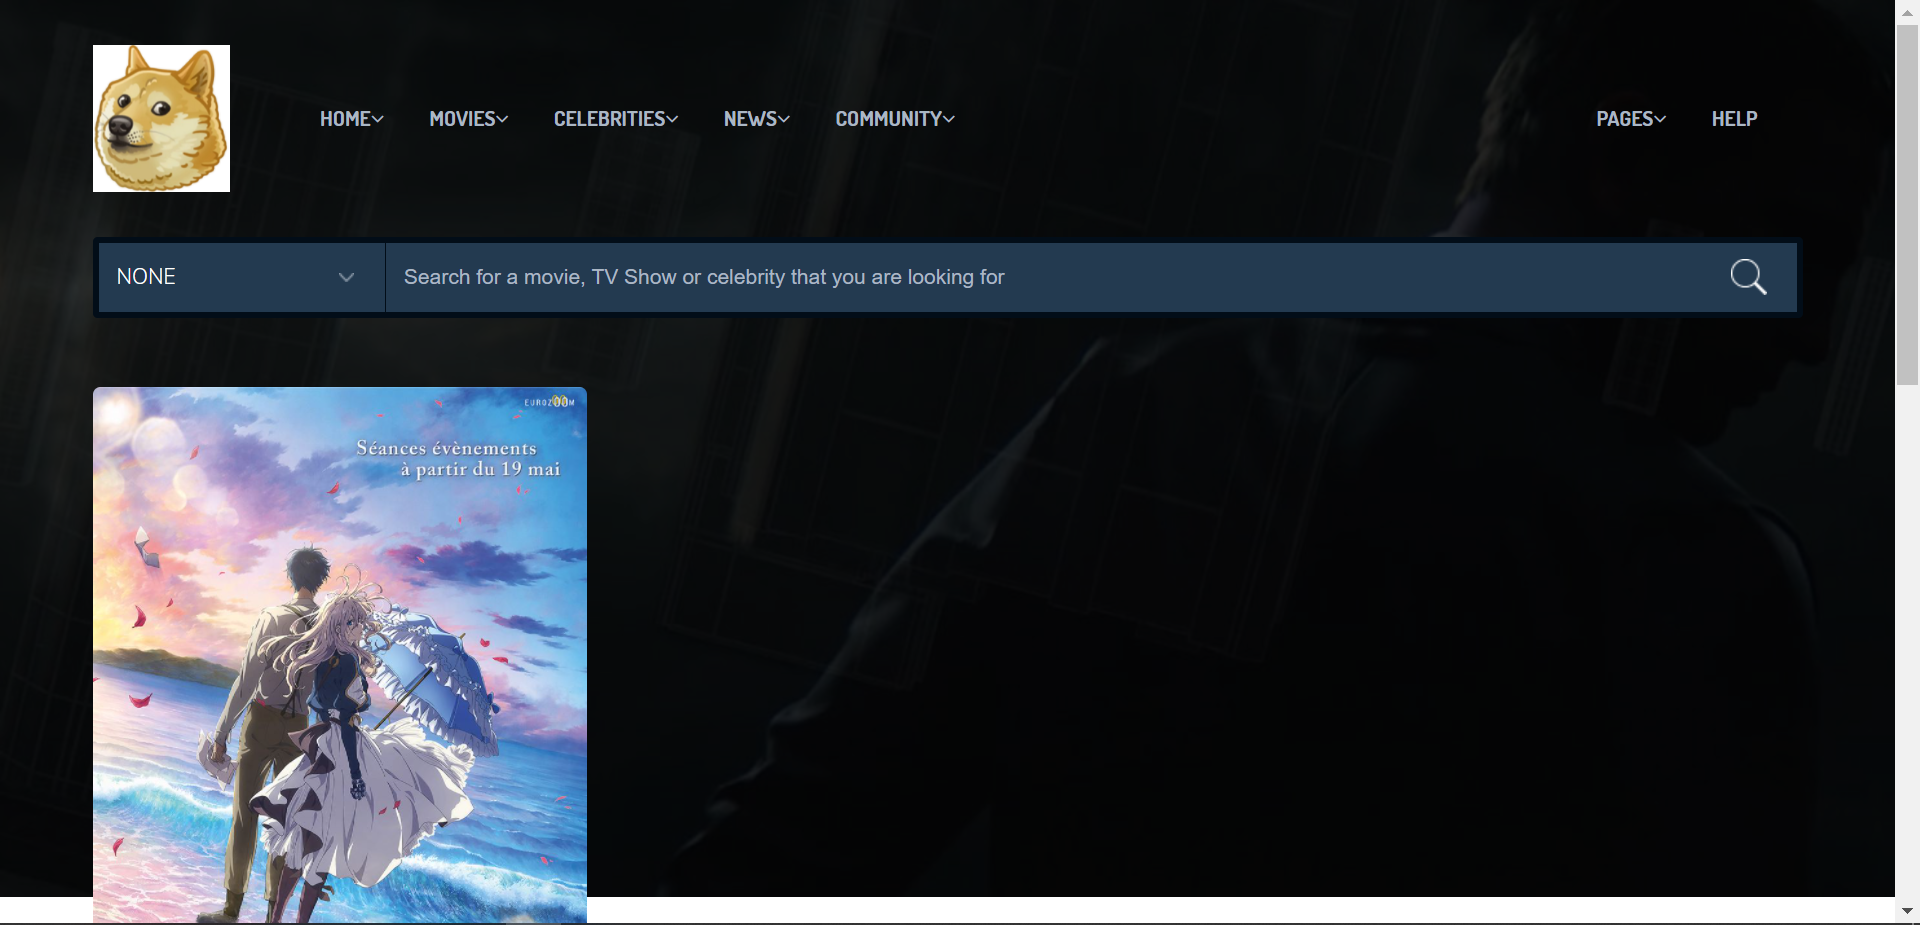 HOME
MOVIES
CELEBRITIES
NEWS
COMMUNITY
PAGES
HELP
NONE
Search for a movie, TV Show or celebrity that you are looking for
EUROZOOM
Séances évènements
à partir du 19 mai